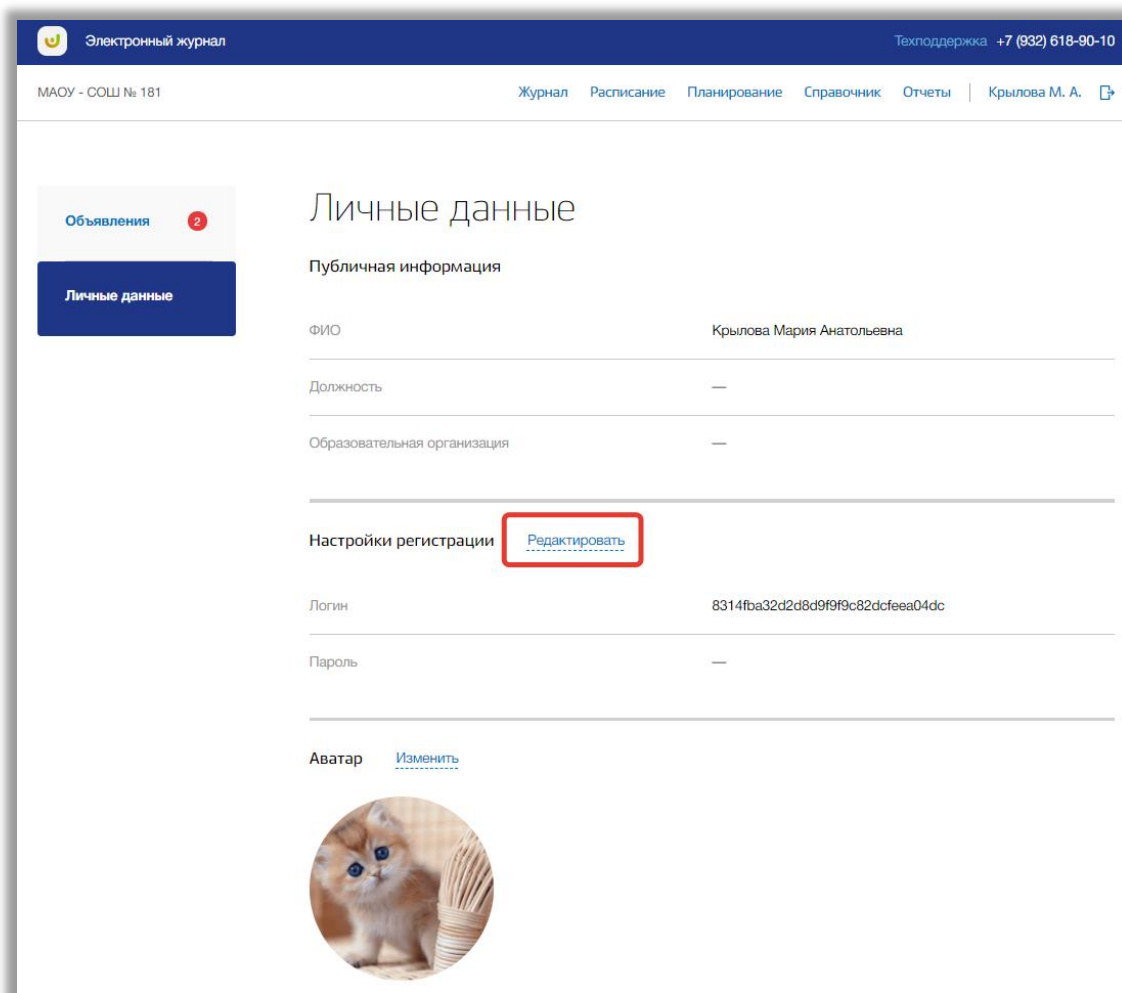 Электронный журнал Техподдержка +7 (932) 618-90-10
МАОУ - СОШ № 181 Журнал Расписание Планирование Справочник Отчеты Крылова М. А.
Объявления 2
Личные данные
Личные данные
Публичная информация
ФИО Крылова Мария Анатольевна
Должность —
Образовательная организация —
Настройки регистрации Редактировать
Логин 8314fba32d2d8d9f9f9c82dcfeea04dc
Пароль —
Аватар Изменить